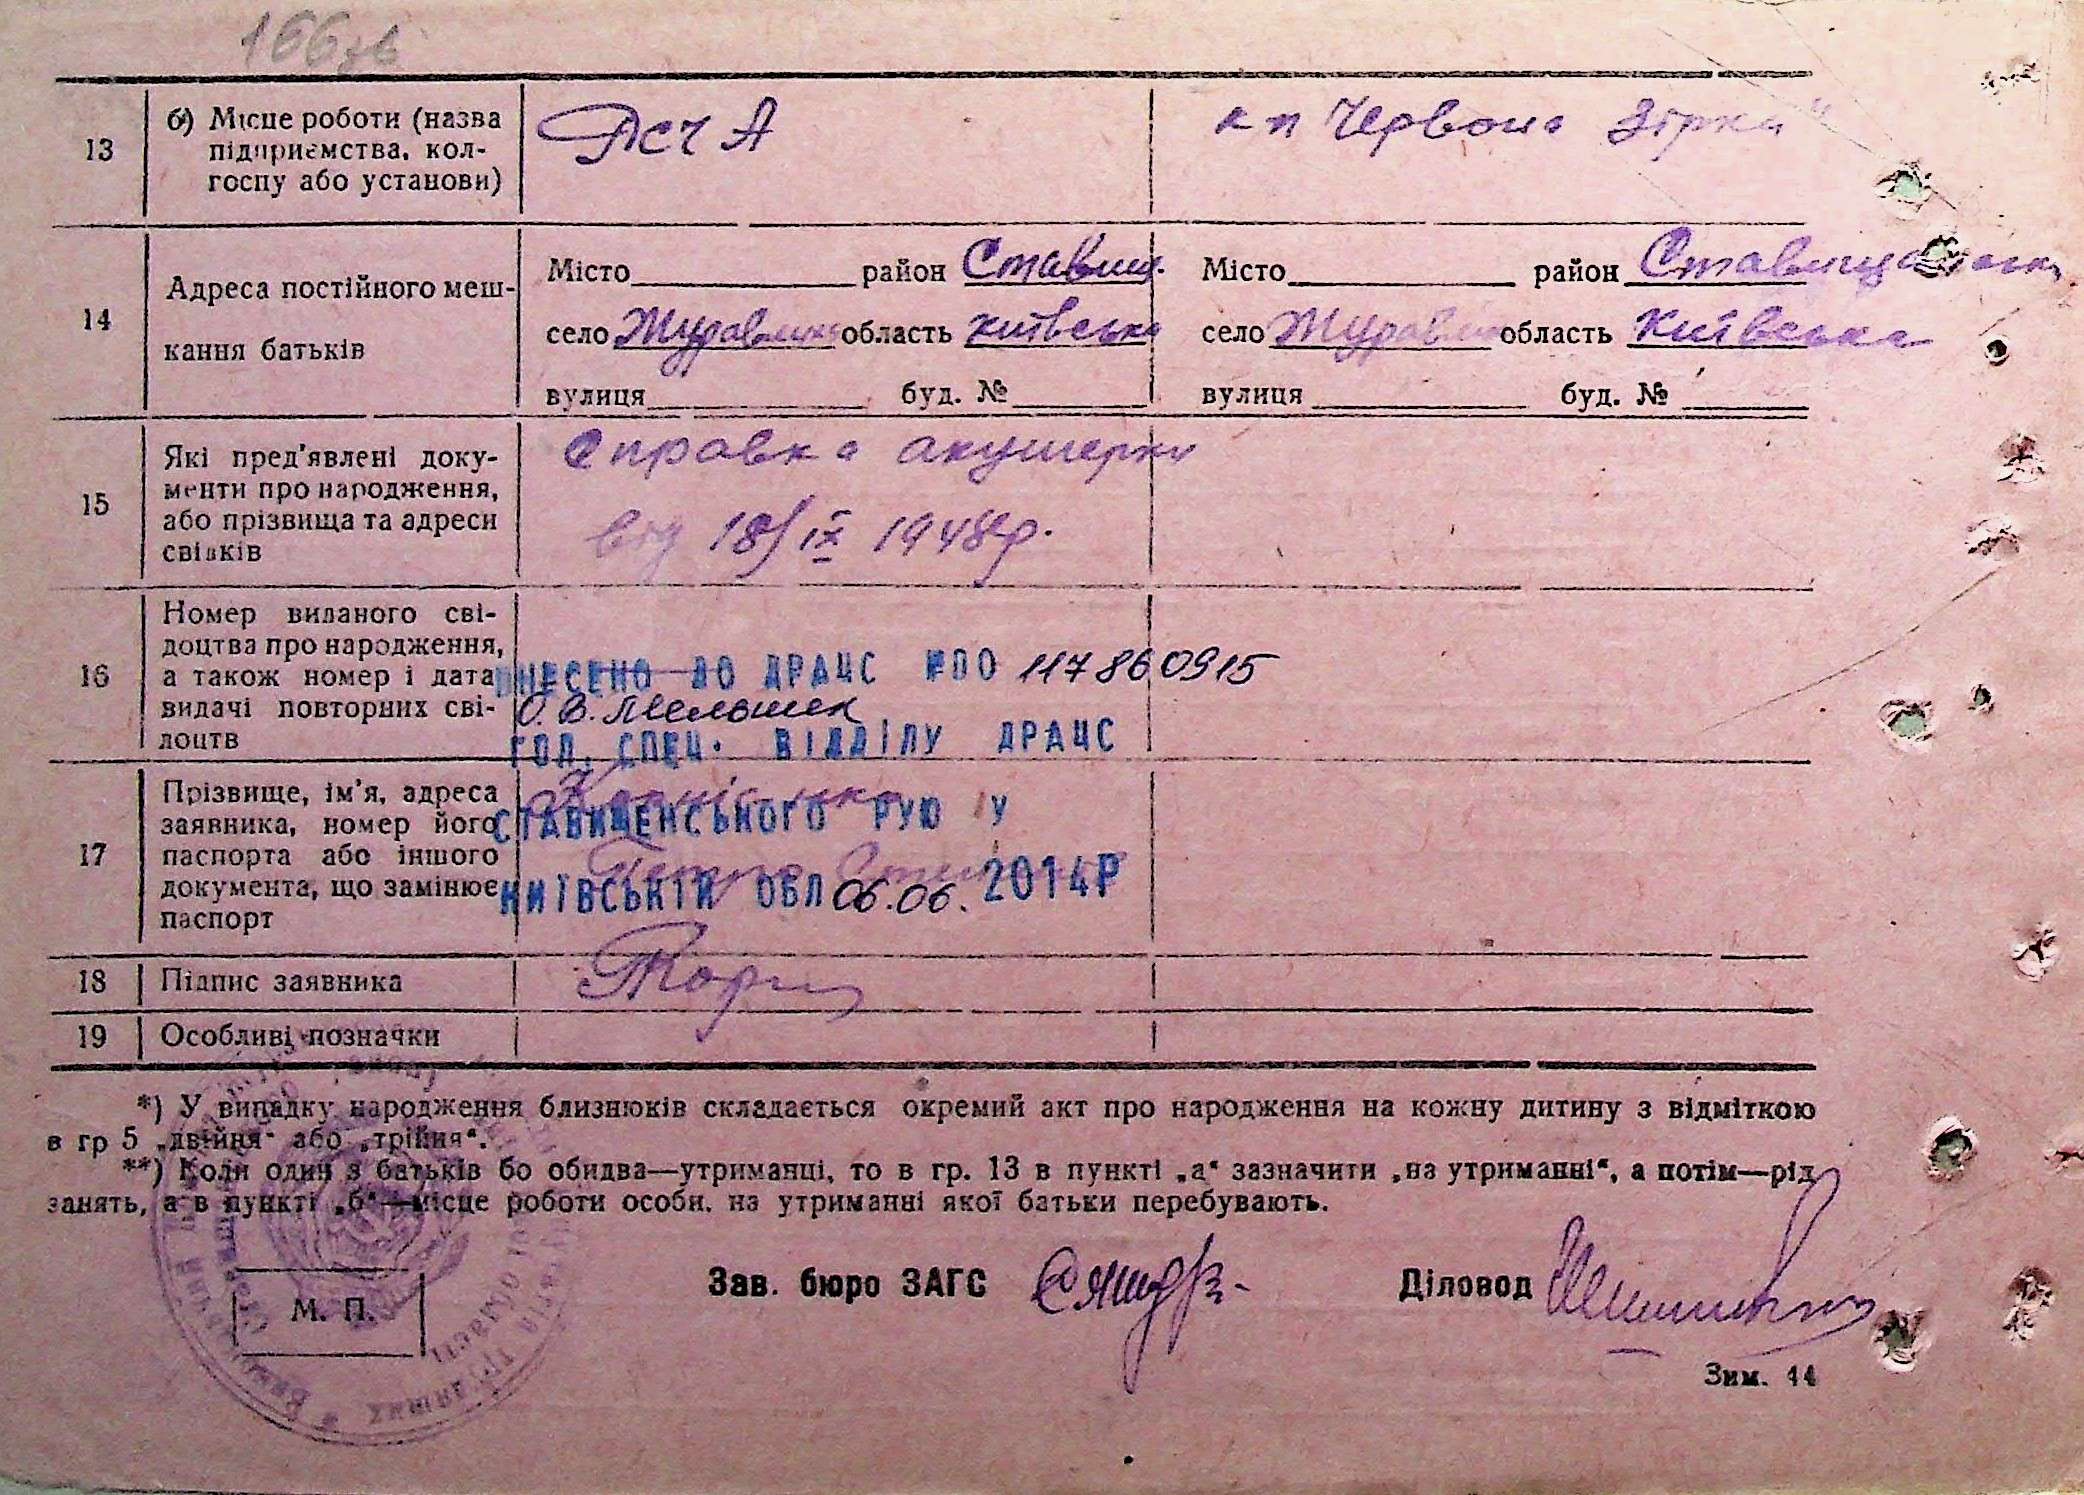 166зв
13
б) Місце роботи (назва
підприємства, кол-
госпу або установи)
кп Червона Зірка"
14
Адреса постійного меш-
кання батьків
Місто район Ставищ.
село Журавлиха область Київська
вулиця буд. №
Місто район
село область Київська
вулиця буд. №
15
Які пред'явлені доку-
менти про народження,
або прізвища та адреси
свідків
Справка акушерки
від 18/IX 1948р.
16
Номер виданого сві-
доцтва про народження,
а також номер і дата
видачі повторних сві-
доцтв
ВНЕСЕНО ДО ДРАЦС 117860915
О.В.
ГОЛ. СПЕЦ. ВІДДІЛУ ДРАЦС
СТАВИЩЕНСЬКОГО РУЮ У
КИЇВСЬКІЙ ОБЛ 06.06. 2014Р
17
Прізвище, ім'я, адреса
заявника, номер його
паспорта або іншого
документа, що замінює
паспорт
18
Підпис заявника
19
Особливі позначки
*) У випадку народження близнюків складається окремий акт про народження на кожну дитину з відміткою
в гр 5 „двійня" або „трійня".
**) Коли один з батьків бо обидва—утриманці, то в гр. 13 в пункті „а" зазначити „на утриманні", а потім—рід
занять, а в пункті „б"—місце роботи особи. на утриманні якої батьки перебувають.
М. П.
Зав. бюро ЗАГС
Діловод
Зим. 44